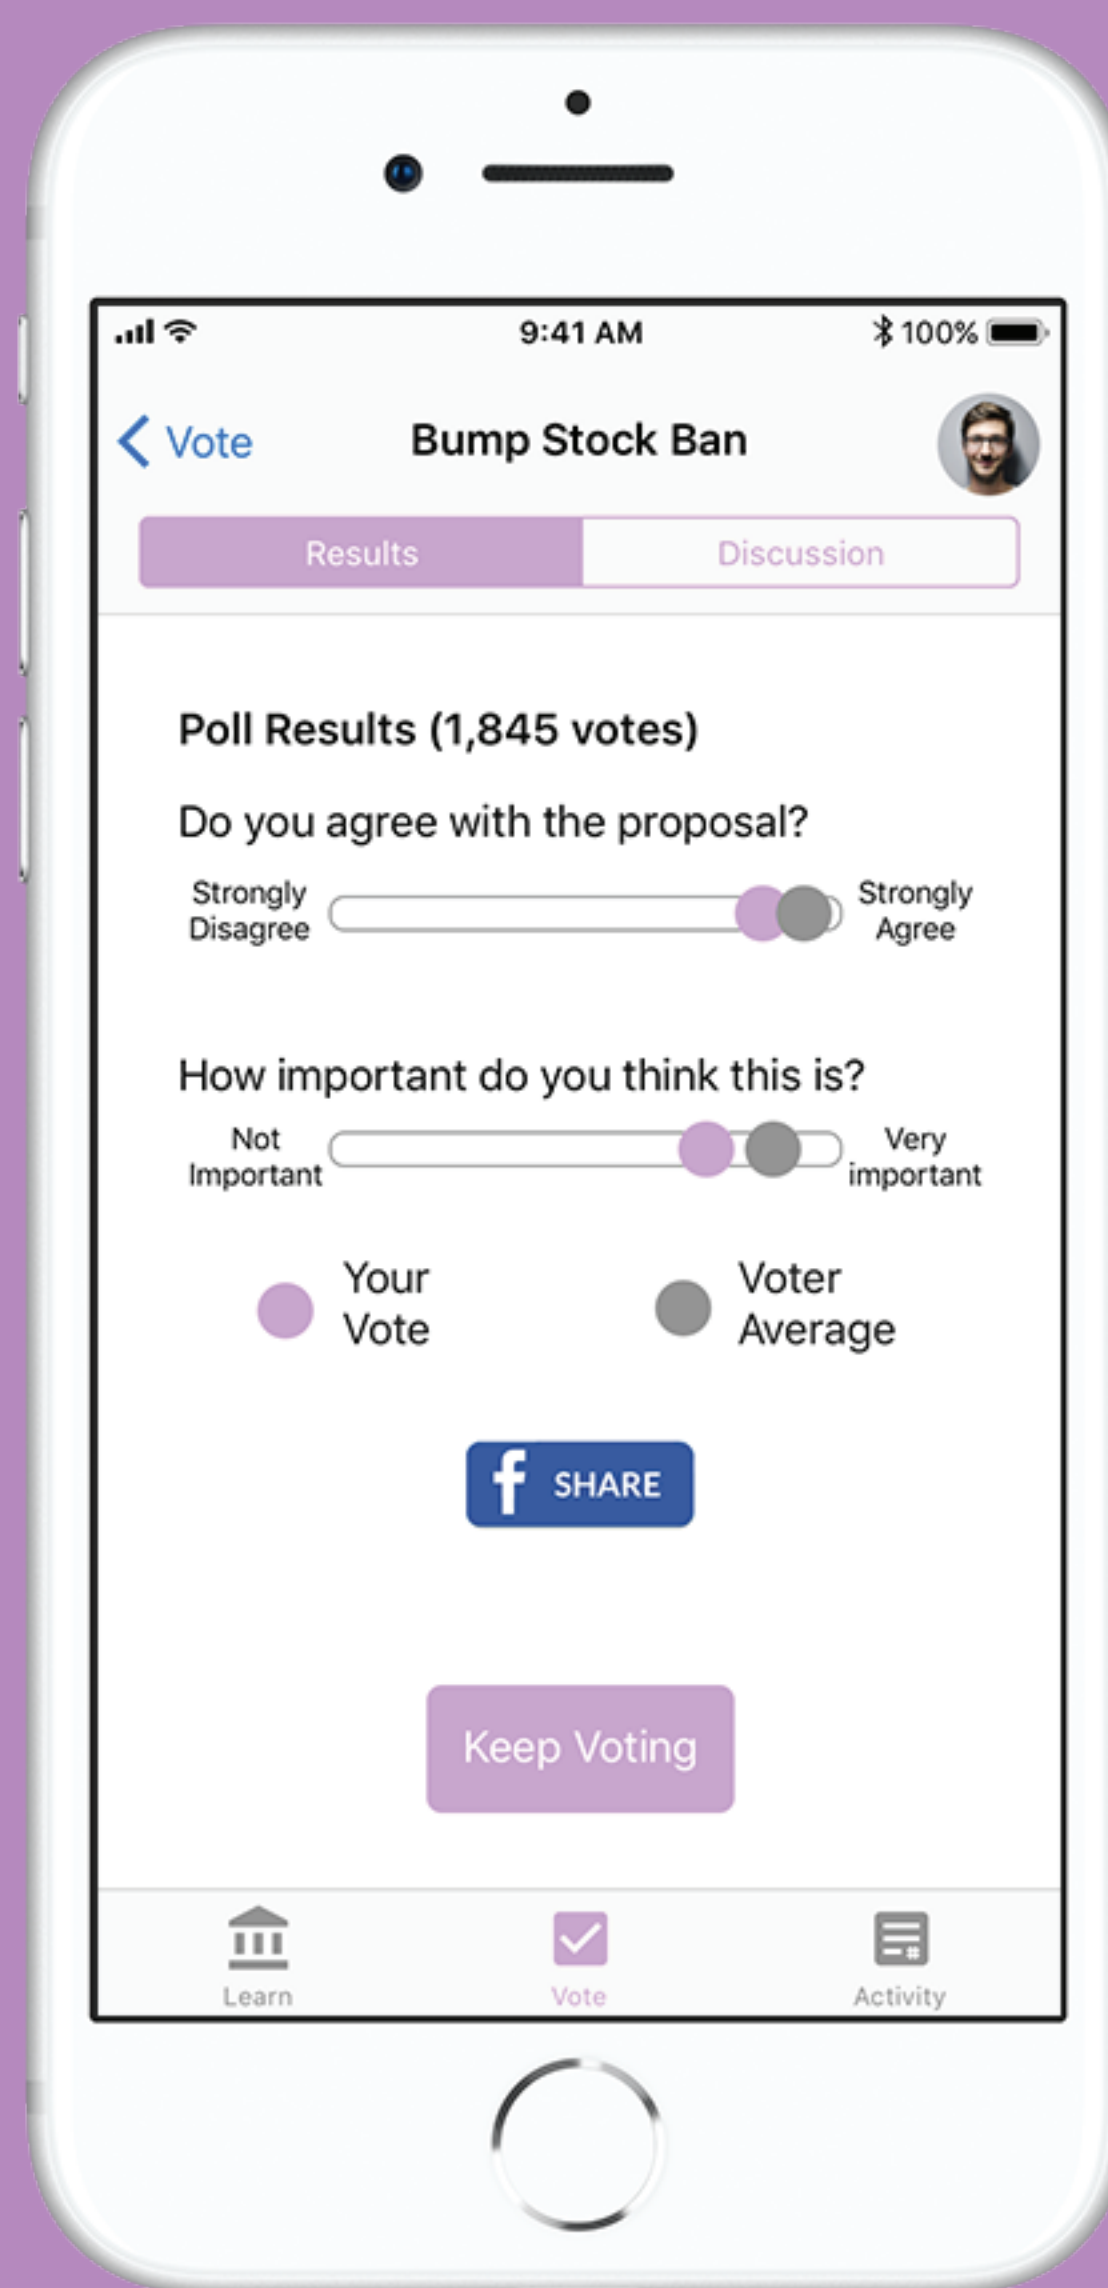 9:41 AM
100%
Vote
Bump Stock Ban
Results
Discussion
Poll Results (1,845 votes)
Do you agree with the proposal?
Strongly
Disagree
Strongly
Agree
How important do you think this is?
Not
Important
Very
important
Your
Vote
Voter
Average
f SHARE
Keep Voting
Learn
Vote
Activity